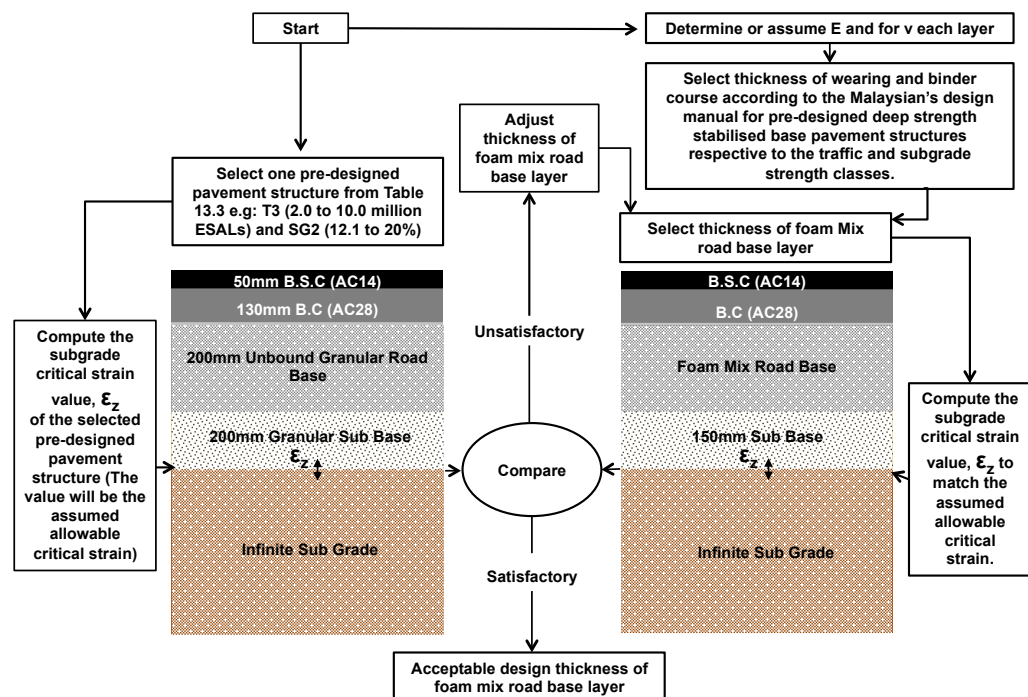 Start
Determine or assume E and for v each layer
Select thickness of wearing and binder
course according to the Malaysian's design
manual for pre-designed deep strength
stabilised base pavement structures
respective to the traffic and subgrade
strength classes.
Adjust
thickness of
foam mix road
base layer
Select one pre-designed
pavement structure from Table
13.3 e.g: T3 (2.0 to 10.0 million
ESALs) and SG2 (12.1 to 20%)
Select thickness of foam Mix
road base layer
50mm B.S.C (AC14)
130mm B.C (AC28)
200mm Unbound Granular Road
Base
200mm Granular Sub Base
εz
Infinite Sub Grade
Compute the
subgrade
critical strain
value, εz
of the selected
pre-designed
pavement
structure (The
value will be the
assumed
allowable
critical strain)
Unsatisfactory
Compare
Satisfactory
B.S.C (AC14)
B.C (AC28)
Foam Mix Road Base
150mm Sub Base
εz
Infinite Sub Grade
Compute the
subgrade
critical strain
value, εz to
match the
assumed
allowable
critical
strain.
Acceptable design thickness of
foam mix road base layer